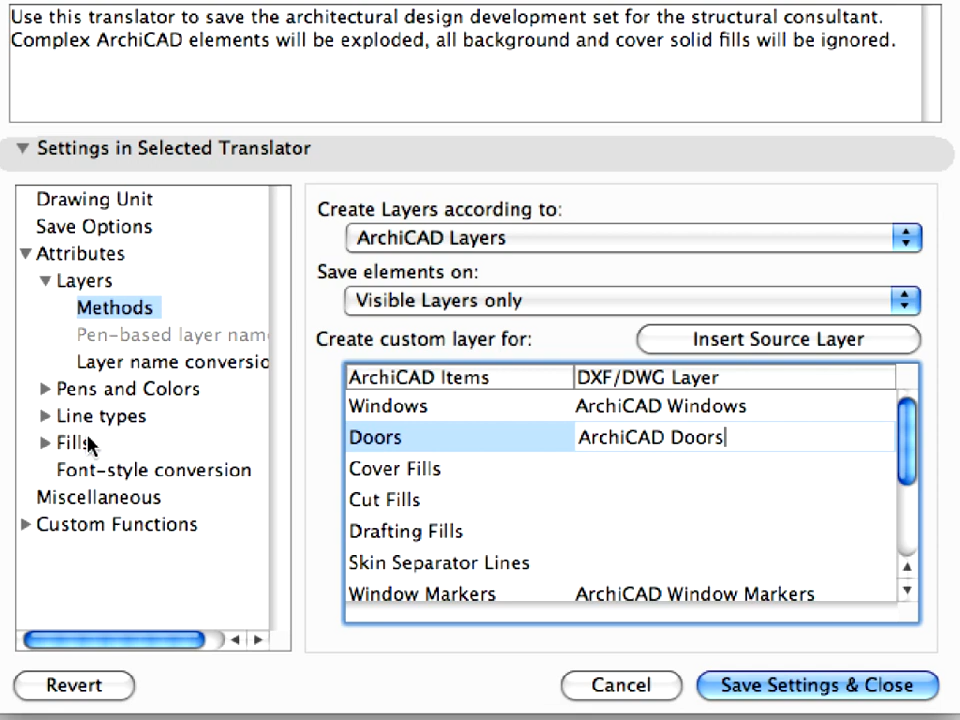 Use this translator to save the architectural design development set for the structural consultant.
Complex ArchiCAD elements will be exploded, all background and cover solid fills will be ignored.
Settings in Selected Translator
Drawing Unit
Save Options
Attributes
Layers
Methods
Pen-based layer nam
Layer name conversio
Pens and Colors
Line types
Fills
Font-style conversion
Miscellaneous
Custom Functions
Create Layers according to:
ArchiCAD Layers
Save elements on:
Visible Layers only
Create custom layer for:
Insert Source Layer
ArchiCAD Items DXF/DWG Layer
Windows ArchiCAD Windows
Doors ArchiCAD Doors
Cover Fills
Cut Fills
Drafting Fills
Skin Separator Lines
Window Markers ArchiCAD Window Markers
Revert
Cancel
Save Settings & Close